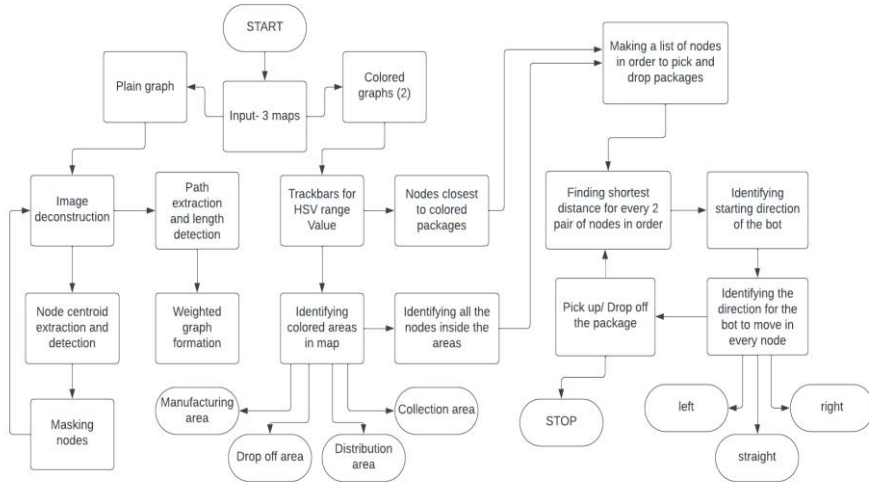 START
Plain graph
Input- 3 maps
Colored
graphs (2)
Making a list of nodes
in order to pick and
drop packages
Image
deconstruction
Path
extraction
and length
detection
Trackbars for
HSV range
Value
Nodes closest
to colored
packages
Finding shortest
distance for every 2
pair of nodes in order
Identifying
starting direction
of the bot
Node centroid
extraction and
detection
Weighted
graph
formation
Identifying
colored areas
in map
Identifying all the
nodes inside the
areas
Pick up/ Drop off
the package
Identifying the
direction for the
bot to move in
every node
Masking
nodes
Manufacturing
area
Drop off area
Distribution
area
Collection area
STOP
left
straight
right